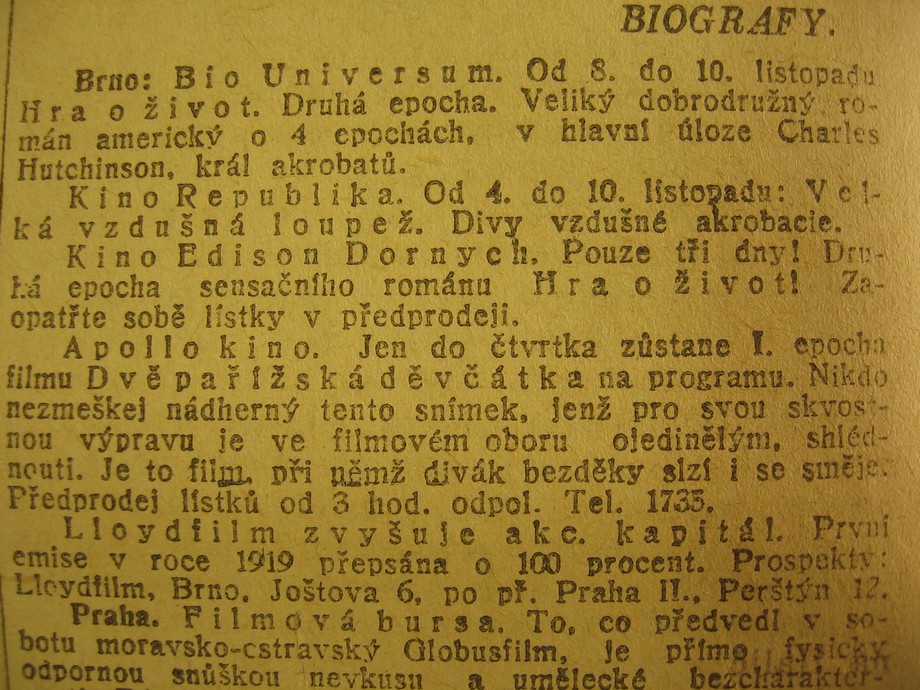 BIOGRAFY.
Brno: Bio Universum. Od 8. do 10. listopadu
Hra o život. Druhá epocha. Veliký dobrodružný ro-
mán americký o 4 epochách, v hlavní úloze Charles
Hutchinson, král akrobatů.
Kino Republika. Od 4. do 10. listopadu: Vel-
ká vzdušná loupež. Divy vzdušné akrobacie.
Kino Edison Dornych. Pouze tři dny! Dru-
há epocha sensačního románu Hra o život! Za-
opatřte sobě lístky v předprodeji.
Apollo kino. Jen do čtvrtka zůstane I. epocha
filmu Dvě pařížská děvčátka na programu. Nikdo
nezmeškej nádherný tento snímek, jenž pro svou skvost-
nou výpravu je ve filmovém oboru ojedinělým, shléd-
nouti. Je to film, při němž divák bezděky slzí i se směje.
Předprodej lístků od 3 hod. odpol. Tel. 1735.
Lloydfilm zvyšuje akc. kapitál. První
emise v roce 1919 přepsána o 100 procent. Prospekty:
Lloydfilm, Brno, Joštova 6, po př. Praha II., Perštýn 12.
Praha. Filmová bursa. To, co předvedl v so-
botu moravsko-ostravský Globusfilm, je přímo fysicky
odpornou snůškou nevkusu a umělecké bezcharakter-